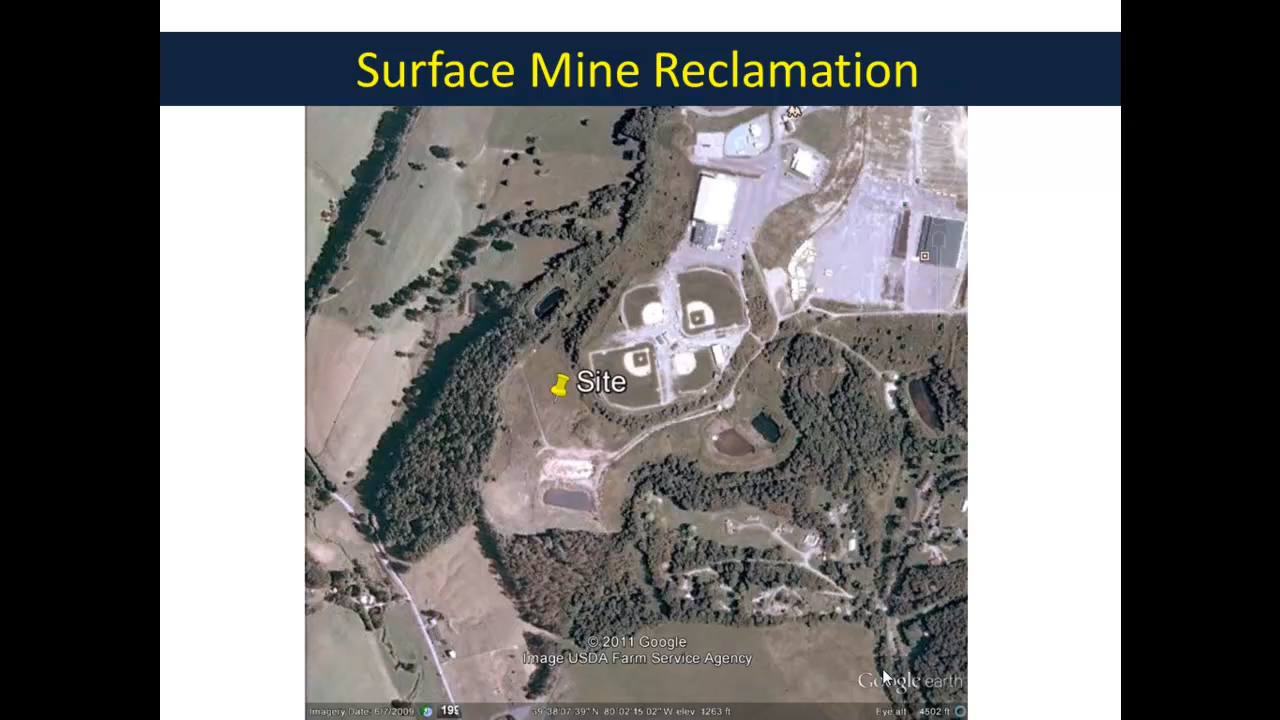 Surface Mine Reclamation
Site
© 2011 Google
Image USDA Farm Service Agency
Google earth
Imagery Date: 6/7/2009 199 39°38'07.39" N 80°02'15.02" W elev 1263 ft Eye alt 4502 ft